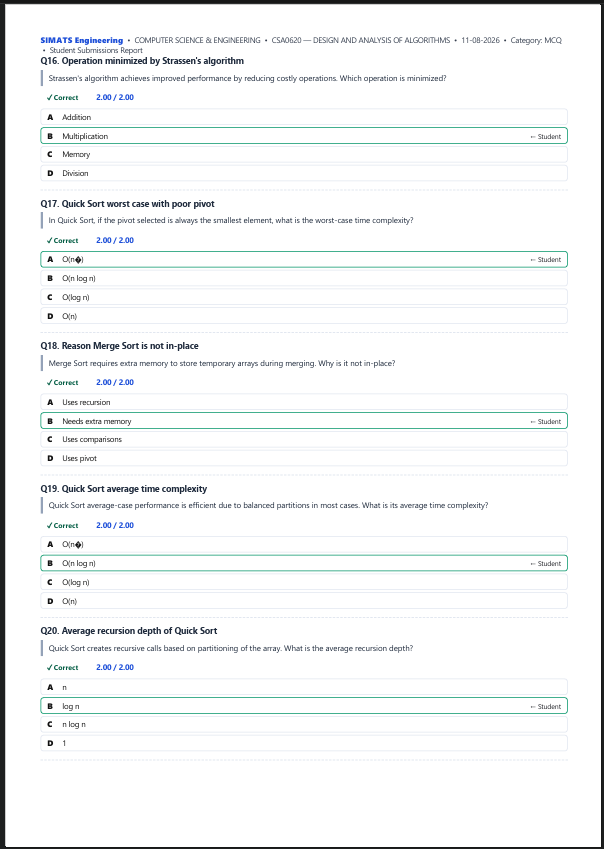 SIMATS Engineering • COMPUTER SCIENCE & ENGINEERING • CSA0620 — DESIGN AND ANALYSIS OF ALGORITHMS • 11-08-2026 • Category: MCQ
• Student Submissions Report
Q16. Operation minimized by Strassen's algorithm
Strassen's algorithm achieves improved performance by reducing costly operations. Which operation is minimized?
✓ Correct 2.00 / 2.00
A Addition
B Multiplication ← Student
C Memory
D Division
Q17. Quick Sort worst case with poor pivot
In Quick Sort, if the pivot selected is always the smallest element, what is the worst-case time complexity?
✓ Correct 2.00 / 2.00
A O(n�) ← Student
B O(n log n)
C O(log n)
D O(n)
Q18. Reason Merge Sort is not in-place
Merge Sort requires extra memory to store temporary arrays during merging. Why is it not in-place?
✓ Correct 2.00 / 2.00
A Uses recursion
B Needs extra memory ← Student
C Uses comparisons
D Uses pivot
Q19. Quick Sort average time complexity
Quick Sort average-case performance is efficient due to balanced partitions in most cases. What is its average time complexity?
✓ Correct 2.00 / 2.00
A O(n�)
B O(n log n) ← Student
C O(log n)
D O(n)
Q20. Average recursion depth of Quick Sort
Quick Sort creates recursive calls based on partitioning of the array. What is the average recursion depth?
✓ Correct 2.00 / 2.00
A n
B log n ← Student
C n log n
D 1